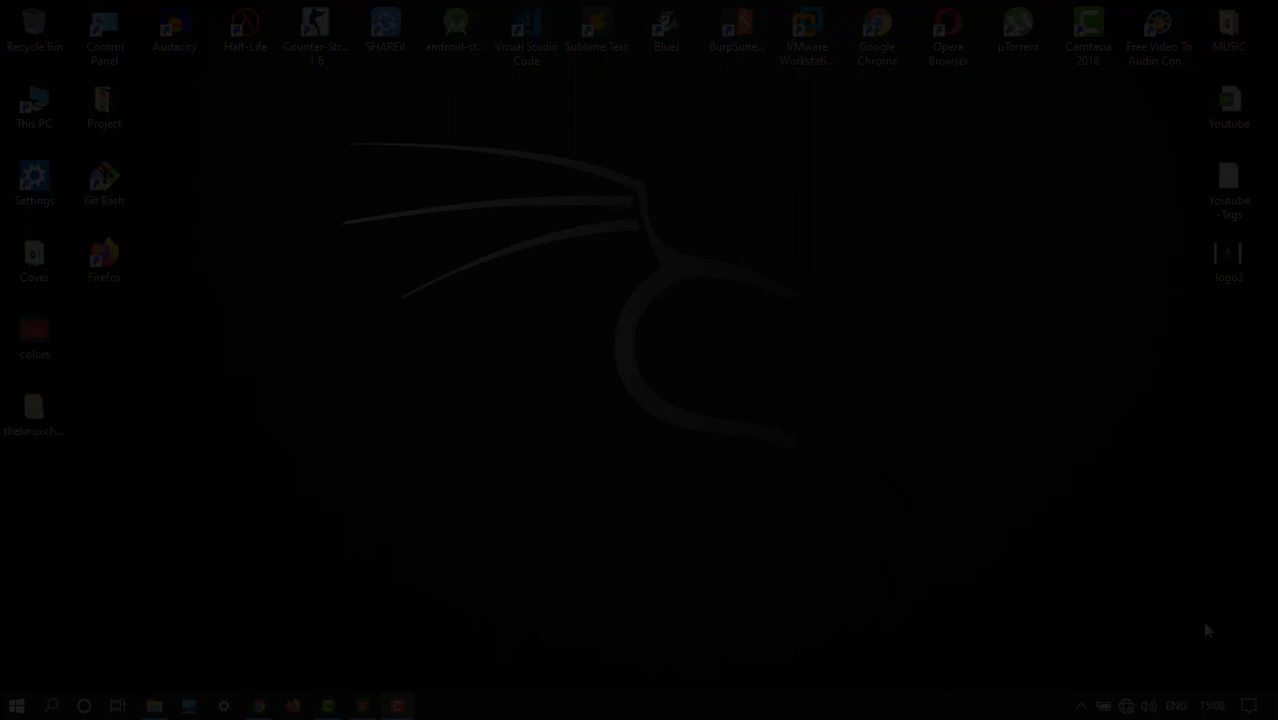 Recycle Bin
Control
Panel
Audacity
Half-Life
Counter-Str...
1.6
SHAREit
android-st...
Visual Studio
Code
Sublime Text
Bluer
BurpSuite...
VMware
Workstati...
Google
Chrome
Opera
Browser
µTorrent
Camtasia
2018
Free Video To
Audio Con...
MUSIC
This PC
Project
Youtube
Settings
Git Bash
Youtube
-Tags
Cover
Firefox
logo3
colors
thelinuxch...
ENG
15:08